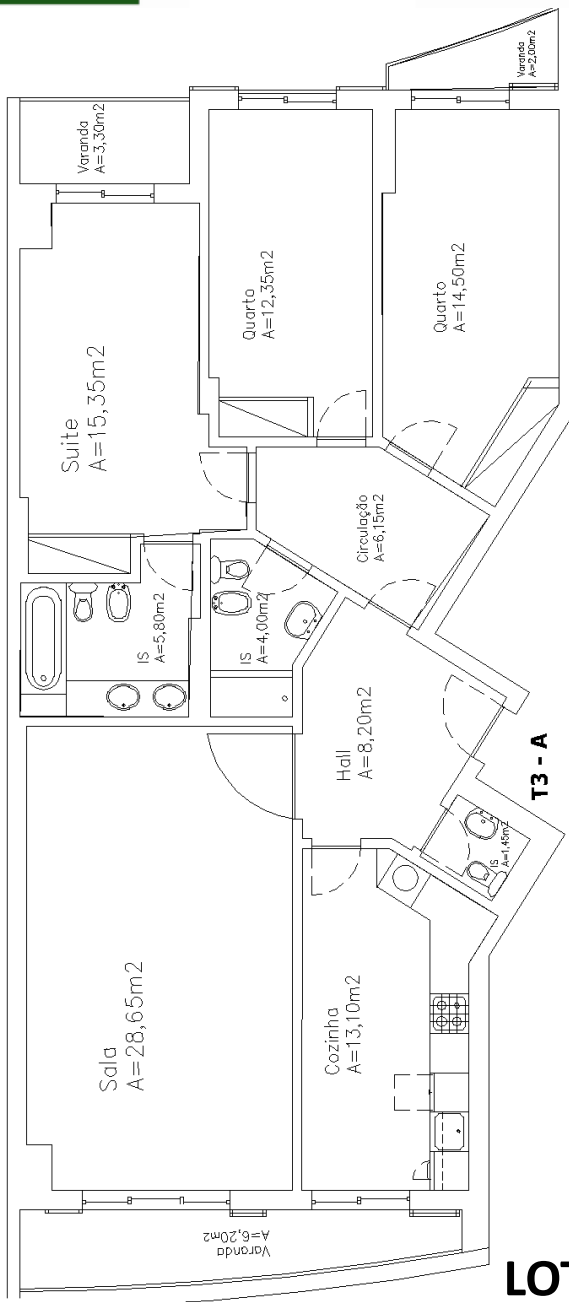 Varanda
A=2,00m2
Varanda
A=3,30m2
Quarto
A=12,35m2
Quarto
A=14,50m2
Suite
A=15,35m2
Circulação
A=6,15m2
IS
A=5,80m2
IS
A=4,00m2
Hall
A=8,20m2
T3 - A
IS
A=1,45m2
Sala
A=28,65m2
Cozinha
A=13,10m2
Varanda
A=6,20m2
LOT